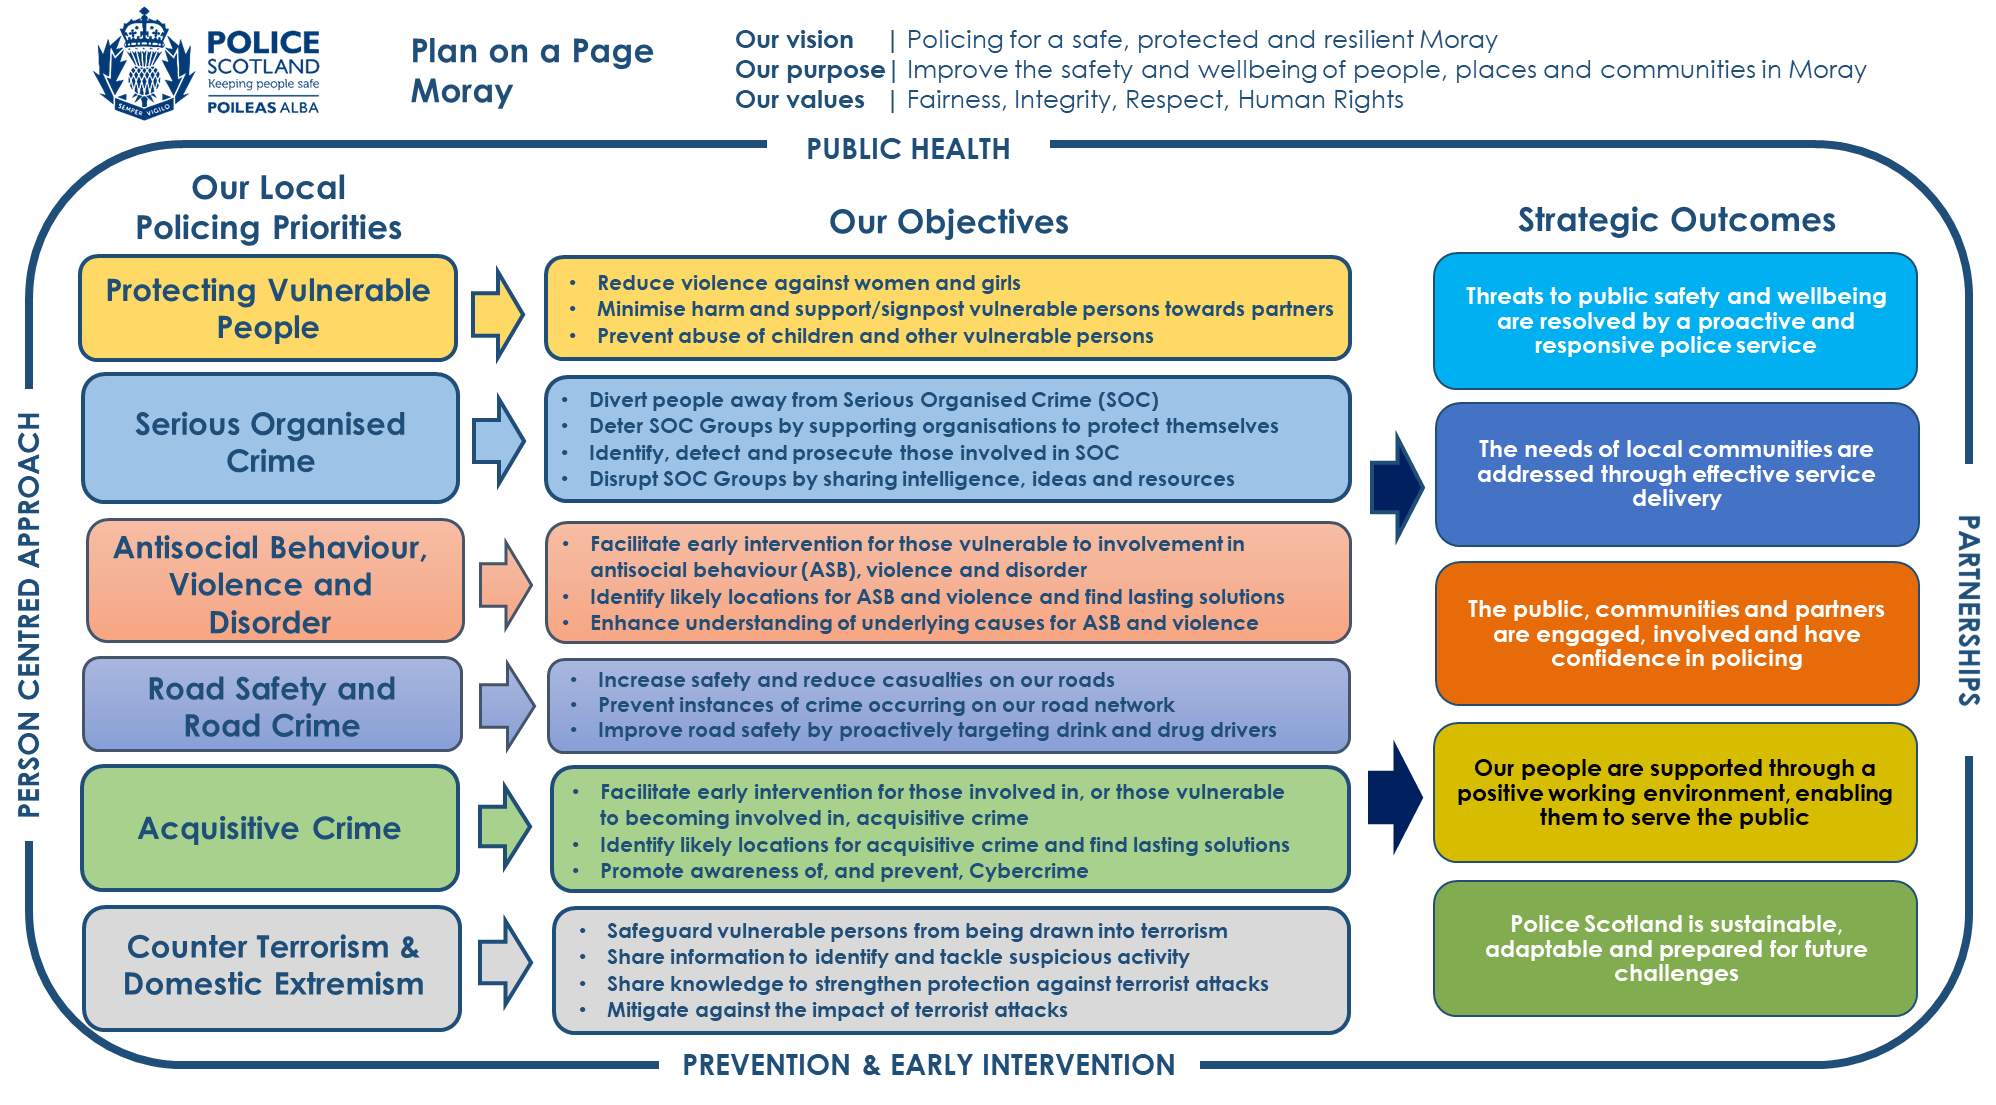 POLICE
SCOTLAND
Keeping people safe
POILEAS ALBA
SEMPER VIGILO
Plan on a Page
Moray
Our vision | Policing for a safe, protected and resilient Moray
Our purpose| Improve the safety and wellbeing of people, places and communities in Moray
Our values | Fairness, Integrity, Respect, Human Rights
PUBLIC HEALTH
PERSON CENTRED APPROACH
Our Local
Policing Priorities
Our Objectives
Strategic Outcomes
Protecting Vulnerable
People
• Reduce violence against women and girls
• Minimise harm and support/signpost vulnerable persons towards partners
• Prevent abuse of children and other vulnerable persons
Serious Organised
Crime
• Divert people away from Serious Organised Crime (SOC)
• Deter SOC Groups by supporting organisations to protect themselves
• Identify, detect and prosecute those involved in SOC
• Disrupt SOC Groups by sharing intelligence, ideas and resources
Antisocial Behaviour,
Violence and
Disorder
• Facilitate early intervention for those vulnerable to involvement in
antisocial behaviour (ASB), violence and disorder
• Identify likely locations for ASB and violence and find lasting solutions
• Enhance understanding of underlying causes for ASB and violence
Road Safety and
Road Crime
• Increase safety and reduce casualties on our roads
• Prevent instances of crime occurring on our road network
• Improve road safety by proactively targeting drink and drug drivers
Acquisitive Crime
• Facilitate early intervention for those involved in, or those vulnerable
to becoming involved in, acquisitive crime
• Identify likely locations for acquisitive crime and find lasting solutions
• Promote awareness of, and prevent, Cybercrime
Counter Terrorism &
Domestic Extremism
• Safeguard vulnerable persons from being drawn into terrorism
• Share information to identify and tackle suspicious activity
• Share knowledge to strengthen protection against terrorist attacks
• Mitigate against the impact of terrorist attacks
Threats to public safety and wellbeing
are resolved by a proactive and
responsive police service
The needs of local communities are
addressed through effective service
delivery
The public, communities and partners
are engaged, involved and have
confidence in policing
Our people are supported through a
positive working environment, enabling
them to serve the public
Police Scotland is sustainable,
adaptable and prepared for future
challenges
PARTNERSHIPS
PREVENTION & EARLY INTERVENTION